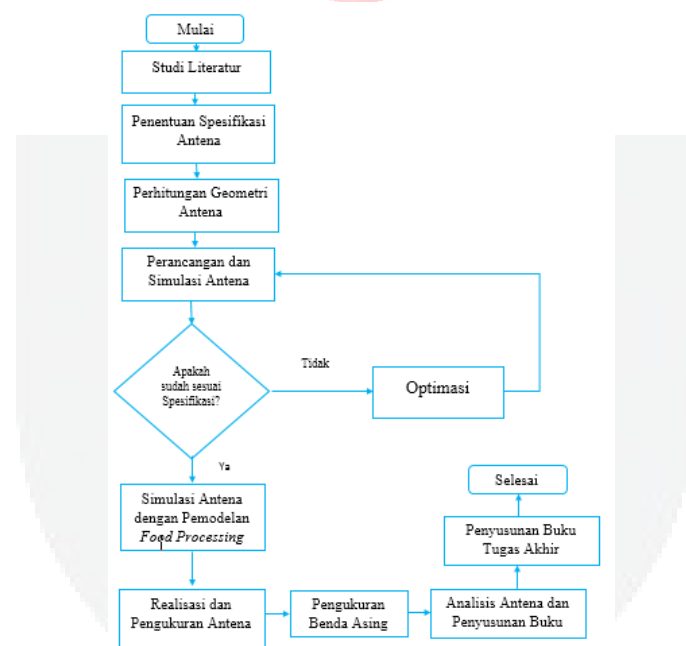 Mulai
Studi Literatur
Penentuan Spesifikasi
Antena
Perhitungan Geometri
Antena
Perancangan dan
Simulasi Antena
Apakah
sudah sesuai
Spesifikasi?
Tidak
Optimasi
Ya
Simulasi Antena
dengan Pemodelan
Food Processing
Realisasi dan
Pengukuran Antena
Pengukuran
Benda Asing
Analisis Antena dan
Penyusunan Buku
Penyusunan Buku
Tugas Akhir
Selesai